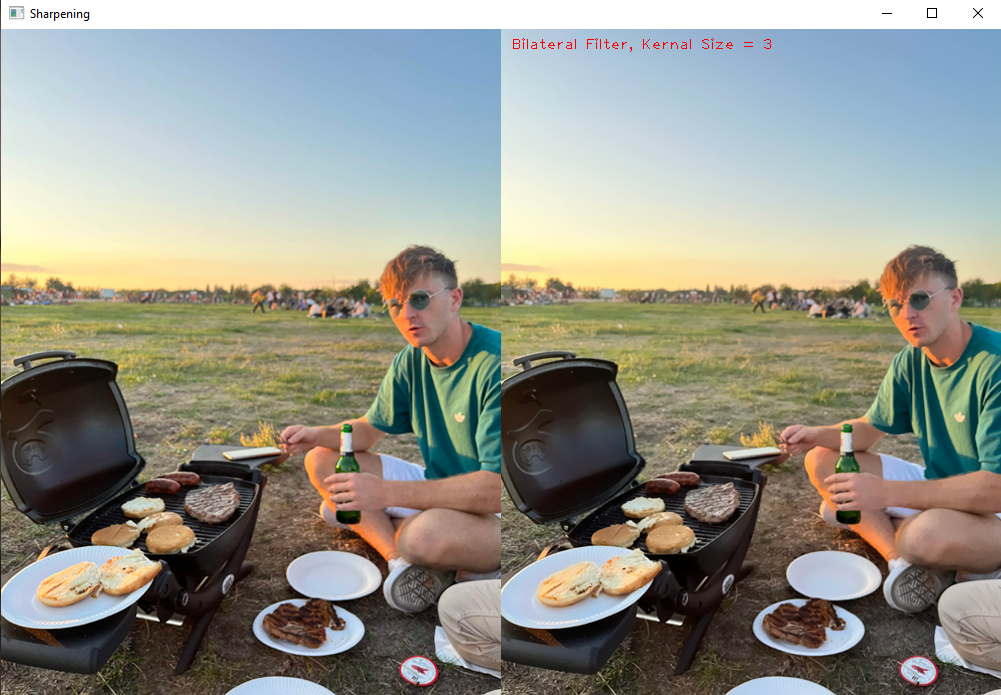 Sharpening
Bilateral Filter, Kernal Size = 3